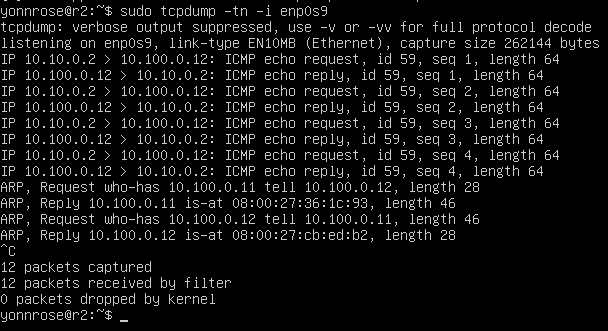 yonnrose@r2:~$ sudo tcpdump -tn -i enp0s9
tcpdump: verbose output suppressed, use -v or -vv for full protocol decode
listening on enp0s9, link-type EN10MB (Ethernet), capture size 262144 bytes
IP 10.10.0.2 > 10.100.0.12: ICMP echo request, id 59, seq 1, length 64
IP 10.10.0.2 > 10.100.0.12: ICMP echo reply, id 59, seq 1, length 64
IP 10.10.0.2 > 10.100.0.12: ICMP echo request, id 59, seq 2, length 64
IP 10.10.0.2 > 10.100.0.12: ICMP echo reply, id 59, seq 2, length 64
IP 10.10.0.2 > 10.100.0.12: ICMP echo request, id 59, seq 3, length 64
IP 10.10.0.2 > 10.100.0.12: ICMP echo reply, id 59, seq 3, length 64
IP 10.10.0.2 > 10.100.0.12: ICMP echo request, id 59, seq 4, length 64
IP 10.10.0.2 > 10.100.0.12: ICMP echo reply, id 59, seq 4, length 64
ARP, Request who-has 10.100.0.11 tell 10.100.0.12, length 28
ARP, Reply 10.100.0.11 is-at 08:00:27:36:1c:93, length 46
ARP, Request who-has 10.100.0.12 tell 10.100.0.11, length 46
ARP, Reply 10.100.0.12 is-at 08:00:27:cb:ed:b2, length 28
^C
12 packets captured
12 packets received by filter
0 packets dropped by kernel
yonnrose@r2:~$ _